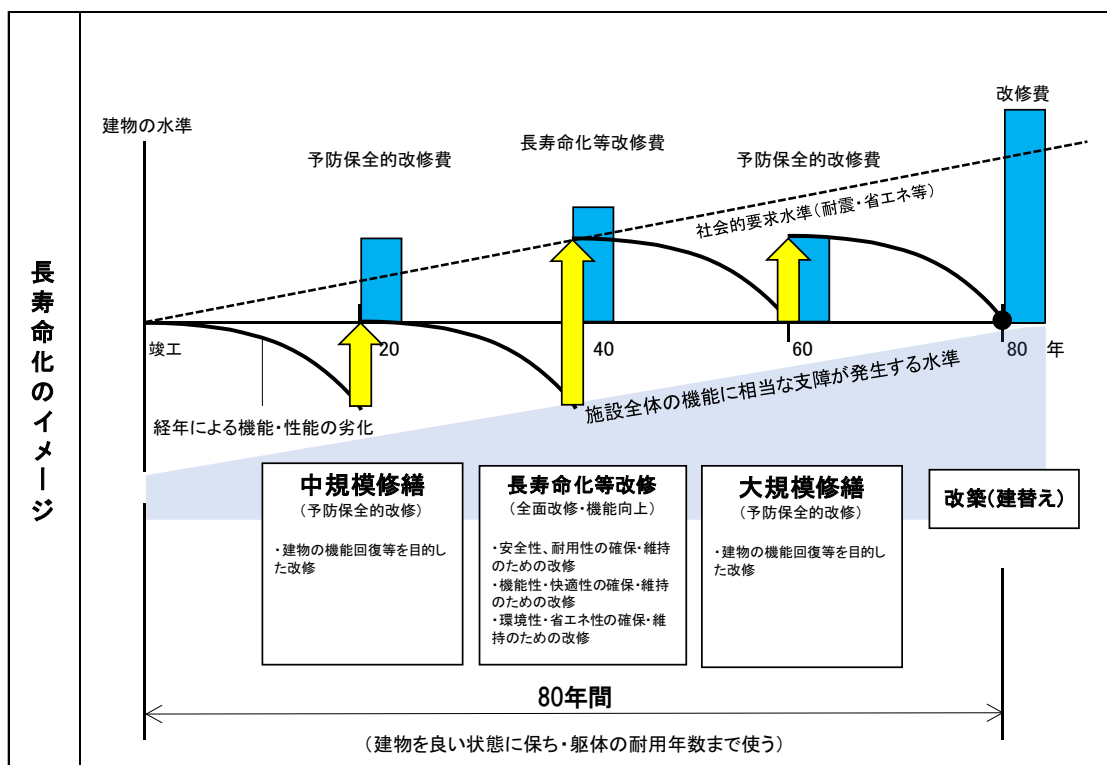 長寿命化のイメージ
建物の水準
予防保全的改修費
長寿命化等改修費
予防保全的改修費
改修費
社会的要求水準(耐震・省エネ等)
竣工
20
40
60
80
年
経年による機能・性能の劣化
施設全体の機能に相当な支障が発生する水準
中規模修繕
(予防保全的改修)
・建物の機能回復等を目的し
た改修
長寿命化等改修
(全面改修・機能向上)
・安全性、耐用性の確保・維持
のための改修
・機能性・快適性の確保・維持
のための改修
・環境性・省エネ性の確保・維
持のための改修
大規模修繕
(予防保全的改修)
・建物の機能回復等を目的し
た改修
改築(建替え)
80年間
(建物を良い状態に保ち・躯体の耐用年数まで使う)